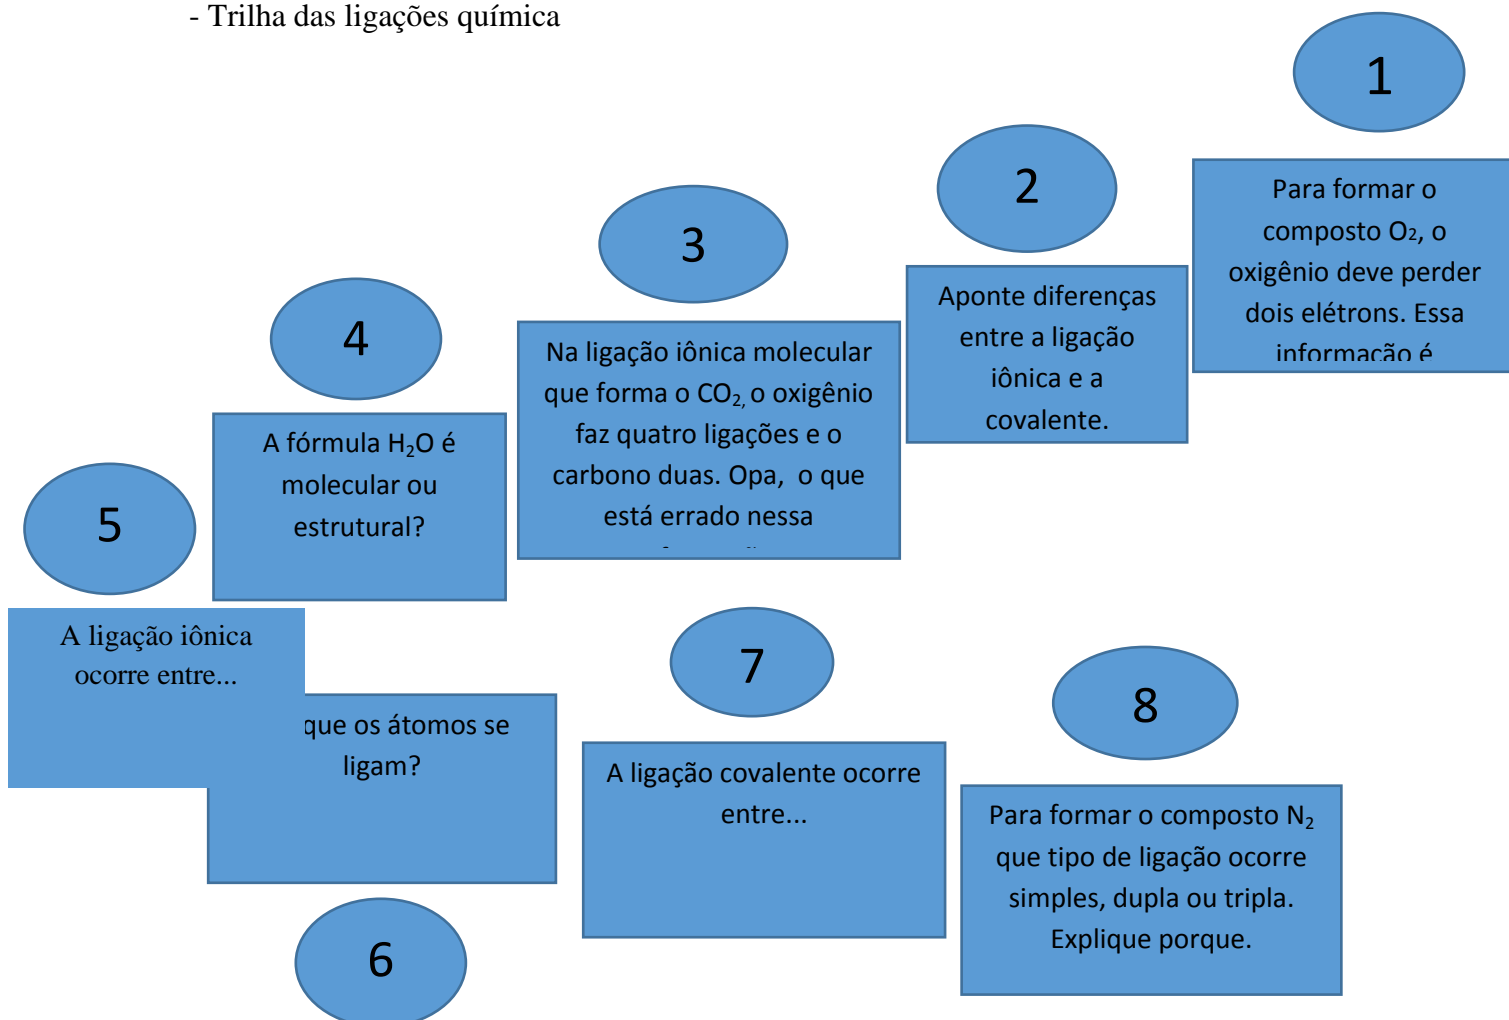 - Trilha das ligações química
1
Para formar o
composto O₂, o
oxigênio deve perder
dois elétrons. Essa
informação é
2
Aponte diferenças
entre a ligação
iônica e a
covalente.
3
Na ligação iônica molecular
que forma o CO₂, o oxigênio
faz quatro ligações e o
carbono duas. Opa, o que
está errado nessa
4
A fórmula H₂O é
molecular ou
estrutural?
5
A ligação iônica
ocorre entre...
que os átomos se
ligam?
6
7
A ligação covalente ocorre
entre...
8
Para formar o composto N₂
que tipo de ligação ocorre
simples, dupla ou tripla.
Explique porque.